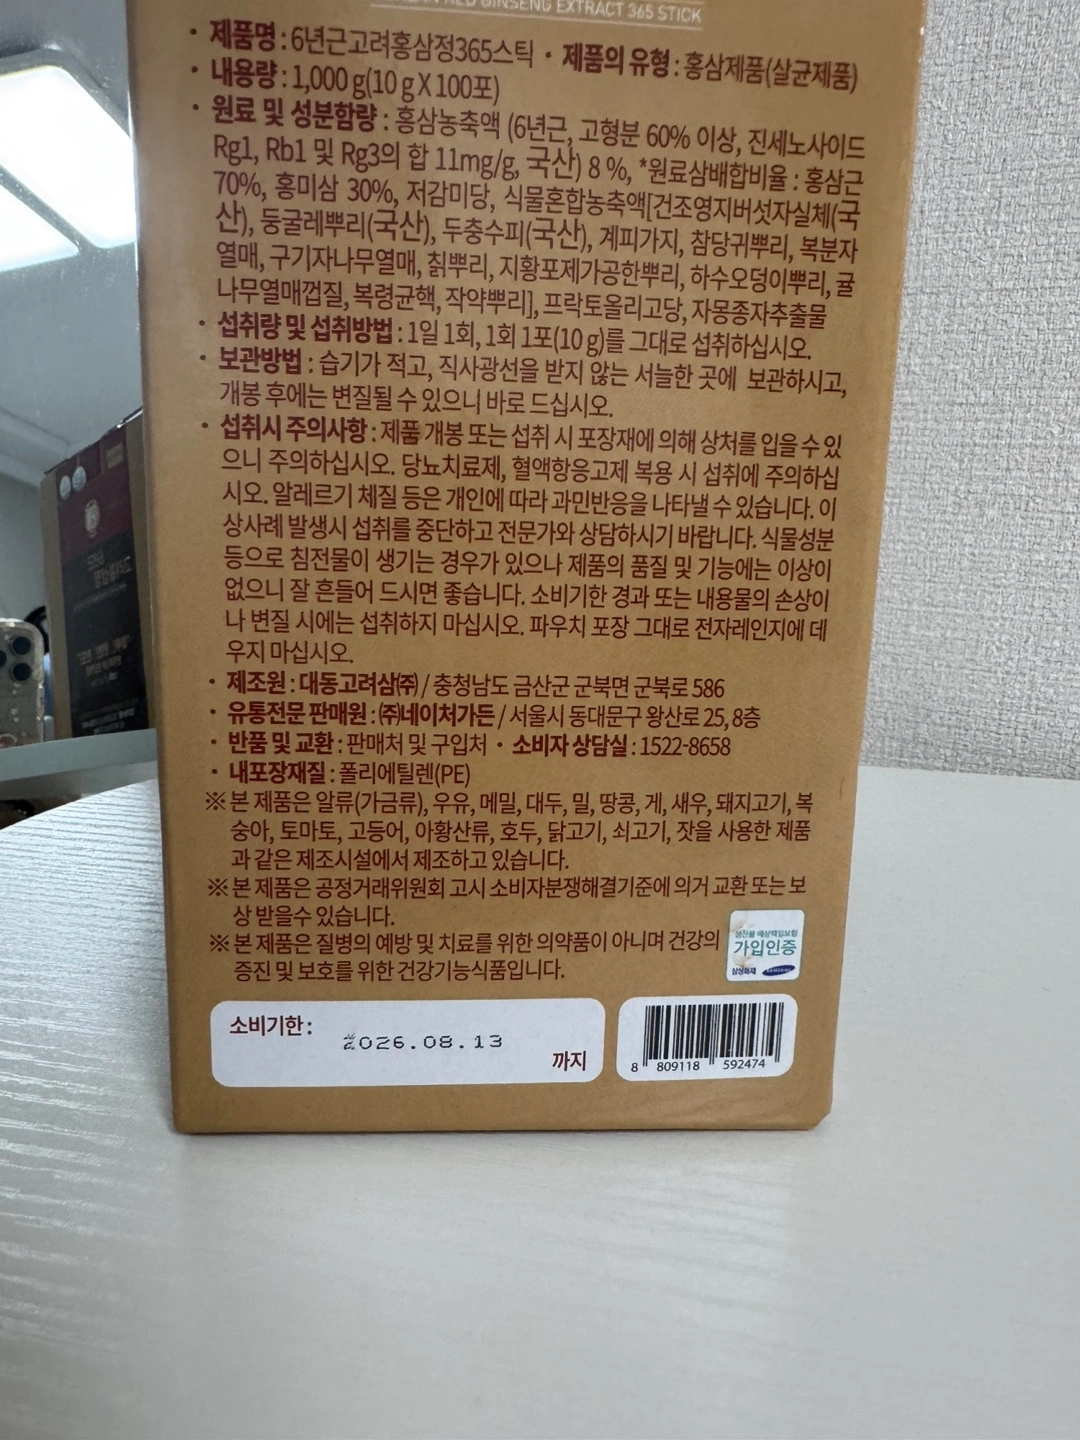 RED GINSENG EXTRACT 365 STICK
• 제품명 : 6년근고려홍삼정365스틱 • 제품의 유형 : 홍삼제품(살균제품)
• 내용량 : 1,000 g(10 g X 100포)
• 원료 및 성분함량 : 홍삼농축액 (6년근, 고형분 60% 이상, 진세노사이드
Rg1, Rb1 및 Rg3의 합 11mg/g, 국산) 8 %, *원료삼배합비율 : 홍삼근
70%, 홍미삼 30%, 저감미당, 식물혼합농축액[건조영지버섯자실체(국
산), 둥굴레뿌리(국산), 두충수피(국산), 계피가지, 참당귀뿌리, 복분자
열매, 구기자나무열매, 칡뿌리, 지황포제가공한뿌리, 하수오덩이뿌리, 귤
나무열매껍질, 복령균핵, 작약뿌리], 프락토올리고당, 자몽종자추출물
• 섭취량 및 섭취방법 : 1일 1회, 1회 1포(10 g)를 그대로 섭취하십시오.
• 보관방법 : 습기가 적고, 직사광선을 받지 않는 서늘한 곳에 보관하시고,
개봉 후에는 변질될 수 있으니 바로 드십시오.
• 섭취시 주의사항 : 제품 개봉 또는 섭취 시 포장재에 의해 상처를 입을 수 있
으니 주의하십시오. 당뇨치료제, 혈액항응고제 복용 시 섭취에 주의하십
시오. 알레르기 체질 등은 개인에 따라 과민반응을 나타낼 수 있습니다. 이
상사례 발생시 섭취를 중단하고 전문가와 상담하시기 바랍니다. 식물성분
등으로 침전물이 생기는 경우가 있으나 제품의 품질 및 기능에는 이상이
없으니 잘 흔들어 드시면 좋습니다. 소비기한 경과 또는 내용물의 손상이
나 변질 시에는 섭취하지 마십시오. 파우치 포장 그대로 전자레인지에 데
우지 마십시오.
• 제조원 : 대동고려삼㈜ / 충청남도 금산군 군북면 군북로 586
• 유통전문판매원 : ㈜네이처가든 / 서울시 동대문구 왕산로 25, 8층
• 반품 및 교환 : 판매처 및 구입처 • 소비자 상담실 : 1522-8658
• 내포장재질 : 폴리에틸렌(PE)
※ 본 제품은 알류(가금류), 우유, 메밀, 대두, 밀, 땅콩, 게, 새우, 돼지고기, 복
숭아, 토마토, 고등어, 아황산류, 호두, 닭고기, 쇠고기, 잣을 사용한 제품
과 같은 제조시설에서 제조하고 있습니다.
※ 본 제품은 공정거래위원회 고시 소비자분쟁해결기준에 의거 교환 또는 보
상 받을수 있습니다.
※ 본 제품은 질병의 예방 및 치료를 위한 의약품이 아니며 건강의
증진 및 보호를 위한 건강기능식품입니다.
생산물 배상책임보험
가입인증
삼성화재 SAMSUNG
소비기한 :
2026.08.13
까지
8 809118 592474